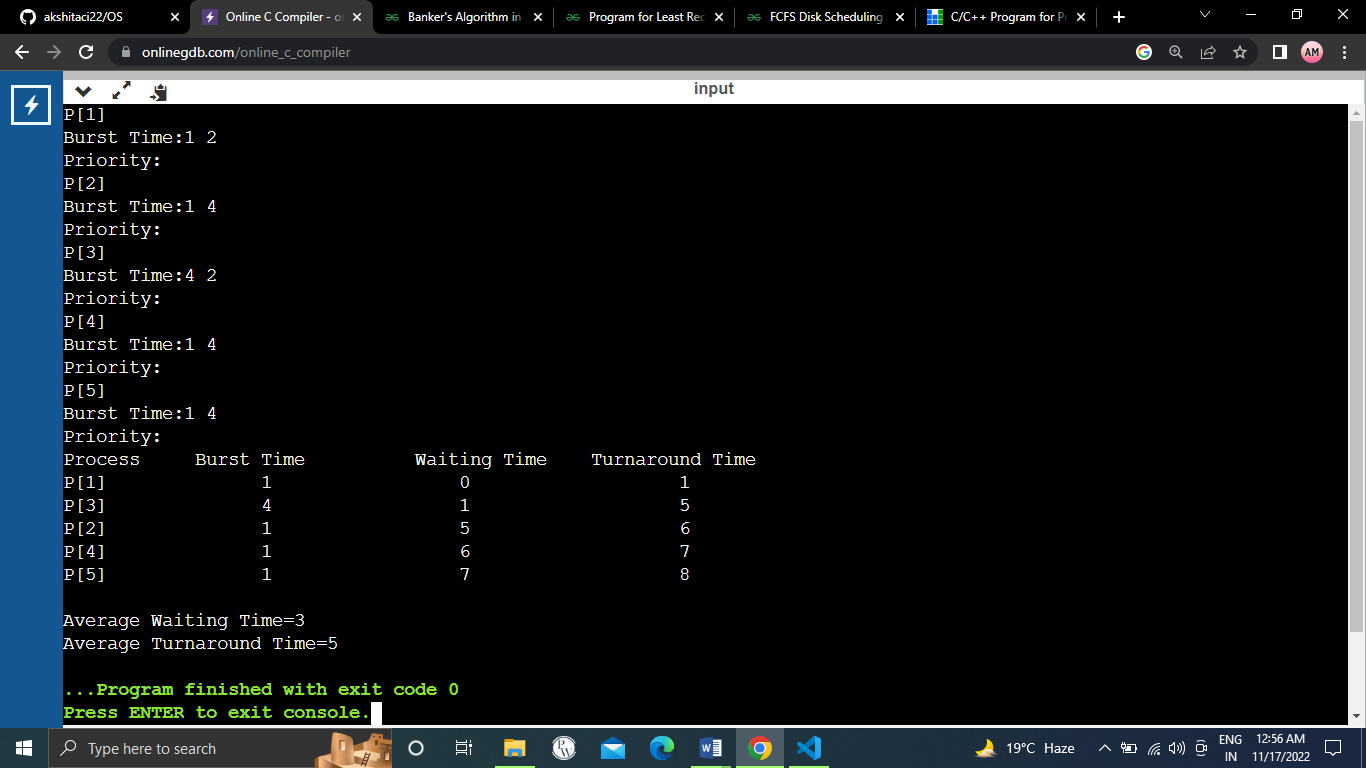 akshitaci22/OS
Online C Compiler - on
Banker's Algorithm in
Program for Least Rec
FCFS Disk Scheduling
C/C++ Program for Pr
onlinegdb.com/online_c_compiler
AM
input
P[1]
Burst Time:1 2
Priority:
P[2]
Burst Time:1 4
Priority:
P[3]
Burst Time:4 2
Priority:
P[4]
Burst Time:1 4
Priority:
P[5]
Burst Time:1 4
Priority:
Process Burst Time Waiting Time Turnaround Time
P[1] 1 0 1
P[3] 4 1 5
P[2] 1 5 6
P[4] 1 6 7
P[5] 1 7 8
Average Waiting Time=3
Average Turnaround Time=5
...Program finished with exit code 0
Press ENTER to exit console.
Type here to search
PW
19°C Haze
ENG
IN
12:56 AM
11/17/2022